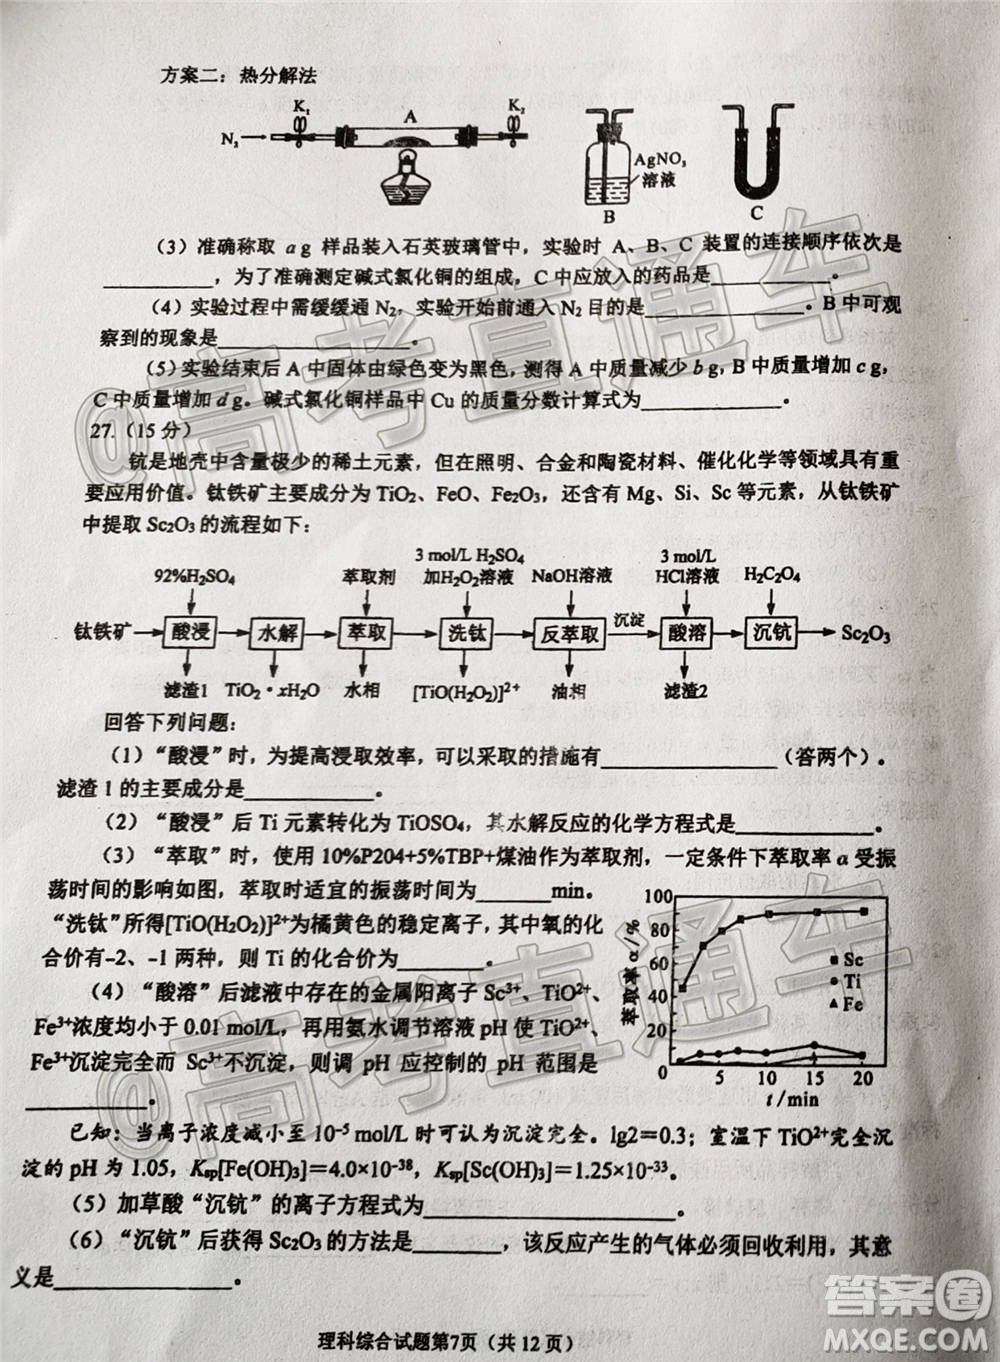 方案二：热分解法
K₁
A
K₂
N₂
AgNO₃
溶液
B
C
（3）准确称取 a g 样品装入石英玻璃管中，实验时 A、B、C 装置的连接顺序依次是
________，为了准确测定碱式氯化铜的组成，C 中应放入的药品是________。
（4）实验过程中需缓缓通 N₂，实验开始前通入 N₂ 目的是________。B 中可观
察到的现象是________。
（5）实验结束后 A 中固体由绿色变为黑色，测得 A 中质量减少 b g，B 中质量增加 c g，
C 中质量增加 d g。碱式氯化铜样品中 Cu 的质量分数计算式为________。
27.（15 分）
钪是地壳中含量极少的稀土元素，但在照明、合金和陶瓷材料、催化化学等领域具有重
要应用价值。钛铁矿主要成分为 TiO₂、FeO、Fe₂O₃，还含有 Mg、Si、Sc 等元素，从钛铁矿
中提取 Sc₂O₃ 的流程如下：
92%H₂SO₄
萃取剂
3 mol/L H₂SO₄
加H₂O₂溶液
NaOH溶液
3 mol/L
HCl溶液
H₂C₂O₄
钛铁矿
酸浸
水解
萃取
洗钛
反萃取
沉淀
酸溶
沉钪
Sc₂O₃
滤渣1
TiO₂·xH₂O
水相
[TiO(H₂O₂)]²⁺
油相
滤渣2
回答下列问题：
（1）“酸浸”时，为提高浸取效率，可以采取的措施有________（答两个）。
滤渣 1 的主要成分是________。
（2）“酸浸”后 Ti 元素转化为 TiOSO₄，其水解反应的化学方程式是________。
（3）“萃取”时，使用 10%P204+5%TBP+煤油作为萃取剂，一定条件下萃取率 α 受振
荡时间的影响如图，萃取时适宜的振荡时间为________min。
“洗钛”所得[TiO(H₂O₂)]²⁺为橘黄色的稳定离子，其中氧的化
合价有-2、-1 两种，则 Ti 的化合价为________。
（4）“酸溶”后滤液中存在的金属阳离子 Sc³⁺、TiO²⁺、
Fe³⁺浓度均小于 0.01 mol/L，再用氨水调节溶液 pH 使 TiO²⁺、
Fe³⁺沉淀完全而 Sc³⁺不沉淀，则调 pH 应控制的 pH 范围是
________。
萃取率 α/%
100
80
60
40
20
0
5
10
15
20
t/min
Sc
Ti
Fe
已知：当离子浓度减小至 10⁻⁵ mol/L 时可认为沉淀完全。lg2＝0.3；室温下 TiO²⁺完全沉
淀的 pH 为 1.05，Ksp[Fe(OH)₃]＝4.0×10⁻³⁸，Ksp[Sc(OH)₃]＝1.25×10⁻³³。
（5）加草酸“沉钪”的离子方程式为________。
（6）“沉钪”后获得 Sc₂O₃ 的方法是________，该反应产生的气体必须回收利用，其意
义是________。
理科综合试题第7页（共 12 页）
@高考直通车
@高考直通车
答案圈
MXQE.COM